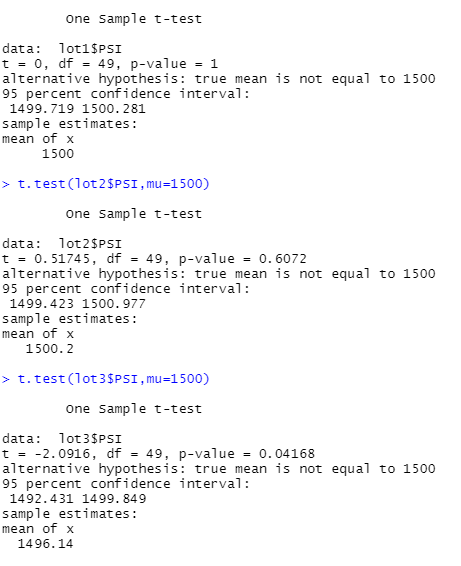 One Sample t-test
data: lot1$PSI
t = 0, df = 49, p-value = 1
alternative hypothesis: true mean is not equal to 1500
95 percent confidence interval:
1499.719 1500.281
sample estimates:
mean of x
1500
> t.test(lot2$PSI,mu=1500)
One Sample t-test
data: lot2$PSI
t = 0.51745, df = 49, p-value = 0.6072
alternative hypothesis: true mean is not equal to 1500
95 percent confidence interval:
1499.423 1500.977
sample estimates:
mean of x
1500.2
> t.test(lot3$PSI,mu=1500)
One Sample t-test
data: lot3$PSI
t = -2.0916, df = 49, p-value = 0.04168
alternative hypothesis: true mean is not equal to 1500
95 percent confidence interval:
1492.431 1499.849
sample estimates:
mean of x
1496.14